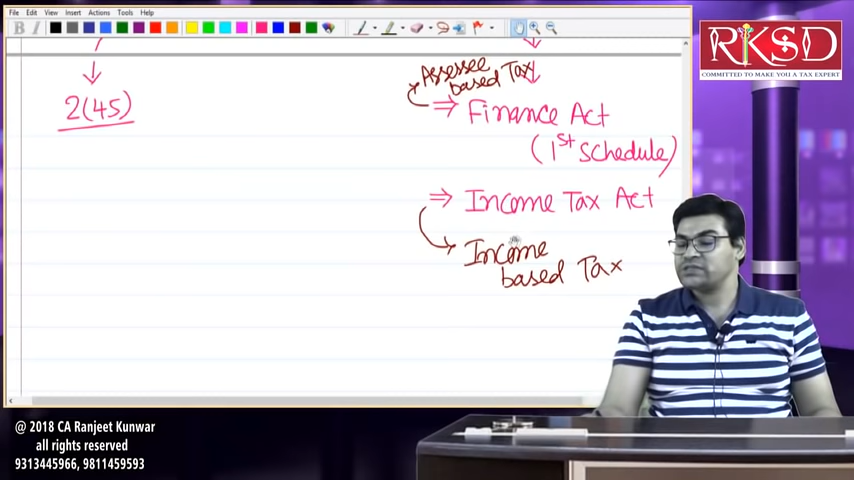 File Edit View Insert Actions Tools Help
B I
RKSD
COMMITTED TO MAKE YOU A TAX EXPERT
2(45)
Assessee
based Tax
⇒ Finance Act
(1st Schedule)
⇒ Income Tax Act
Income
based Tax
@ 2018 CA Ranjeet Kunwar
all rights reserved
9313445966, 9811459593